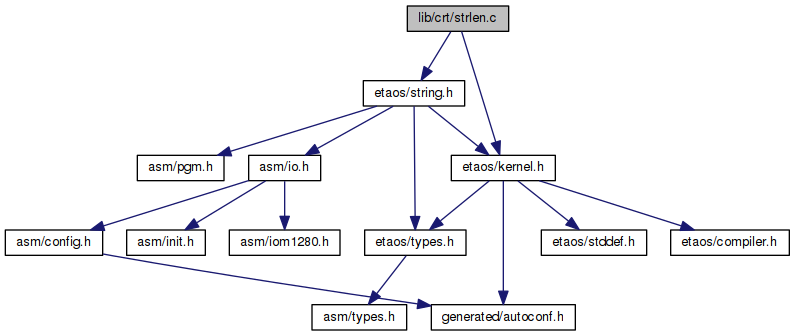 lib/crt/strlen.c
etaos/string.h
asm/pgm.h
asm/io.h
etaos/kernel.h
asm/config.h
asm/init.h
asm/iom1280.h
etaos/types.h
etaos/stddef.h
etaos/compiler.h
asm/types.h
generated/autoconf.h